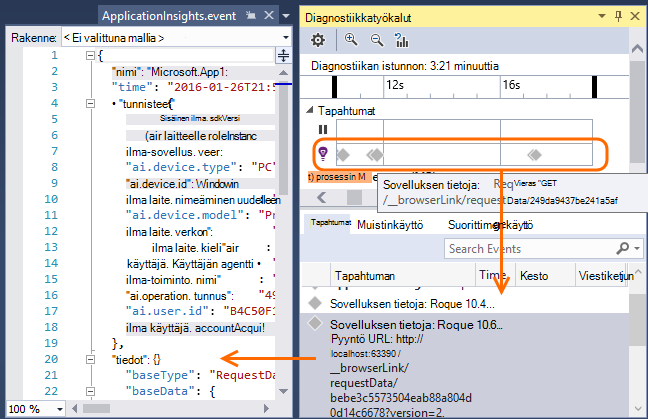 ApplicationInsights.event
Rakenne: < Ei valittuna mallia >
1 {
2 "nimi": "Microsoft.App1:
3 "time": "2016-01-26T21:5
4 • "tunnisteet"
5 Sisäinen ilma. sdkVersi
6 (air laitteelle roleInstanc
7 ilma-sovellus. veer:
8 "ai.device.type": "PC"
9 "ai.device.id": Windowin
10 ilma laite. nimeäminen uudelleen
11 "ai.device.model": "Pr
12 ilma laite. verkon": "
13 ilma laite. kieli"air :
14 käyttäjä. Käyttäjän agentti •
15 ilma-toiminto. nimi" :
16 "ai.operation. tunnus": "49
17 "ai.user.id": "B4C50F1
18 ilma käyttäjä. accountAcqui!
19 },
20 "tiedot": {}
21 "baseType": "RequestDa
22 "baseData": {
100 %
Diagnostiikkatyökalut
Diagnostiikan istunnon: 3:21 minuuttia
12s 16s
Tapahtumat
t) prosessin M
Sovelluksen tietoja: Req Vieras "GET
/__browserLink/request Data/249da9437be241a5af
Tapahtumat Muistinkäyttö Suorittimenkäyttö
Search Events
Tapahtuman Time Kesto Viestiketjun
Sovelluksen tietoja: Roque 10.4...
Sovelluksen tietoja: Roque 10.6...
Pyyntö URL: http://
localhost:63390 /
__browserLink/
requestData/
bebe3c5573504eab88a804d
0d14c6678?version=2.